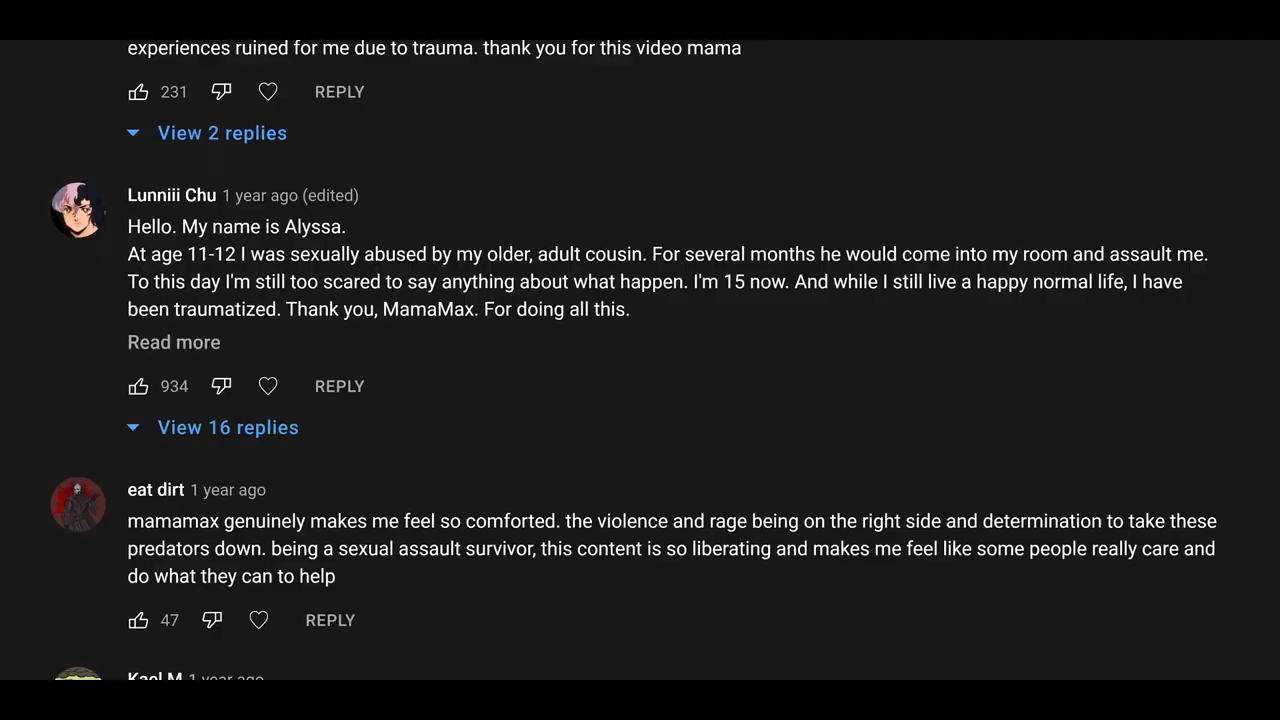 experiences ruined for me due to trauma. thank you for this video mama
231 REPLY
View 2 replies
Lunniii Chu 1 year ago (edited)
Hello. My name is Alyssa.
At age 11-12 I was sexually abused by my older, adult cousin. For several months he would come into my room and assault me.
To this day I'm still too scared to say anything about what happen. I'm 15 now. And while I still live a happy normal life, I have
been traumatized. Thank you, MamaMax. For doing all this.
Read more
934 REPLY
View 16 replies
eat dirt 1 year ago
mamamax genuinely makes me feel so comforted. the violence and rage being on the right side and determination to take these
predators down. being a sexual assault survivor, this content is so liberating and makes me feel like some people really care and
do what they can to help
47 REPLY
Kael M 1 year ago